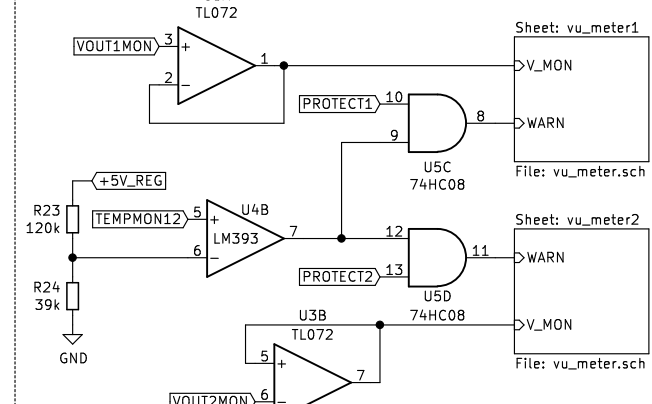 TL072
VOUT1MON
3
+
2
−
1
Sheet: vu_meter1
V_MON
PROTECT1
10
9
8
WARN
U5C
74HC08
File: vu_meter.sch
+5V_REG
R23
120k
TEMPMON12
5
+
U4B
LM393
6
−
7
12
13
11
PROTECT2
U5D
74HC08
Sheet: vu_meter2
WARN
V_MON
File: vu_meter.sch
R24
39k
GND
U3B
TL072
5
+
7
VOUT2MON
6
−